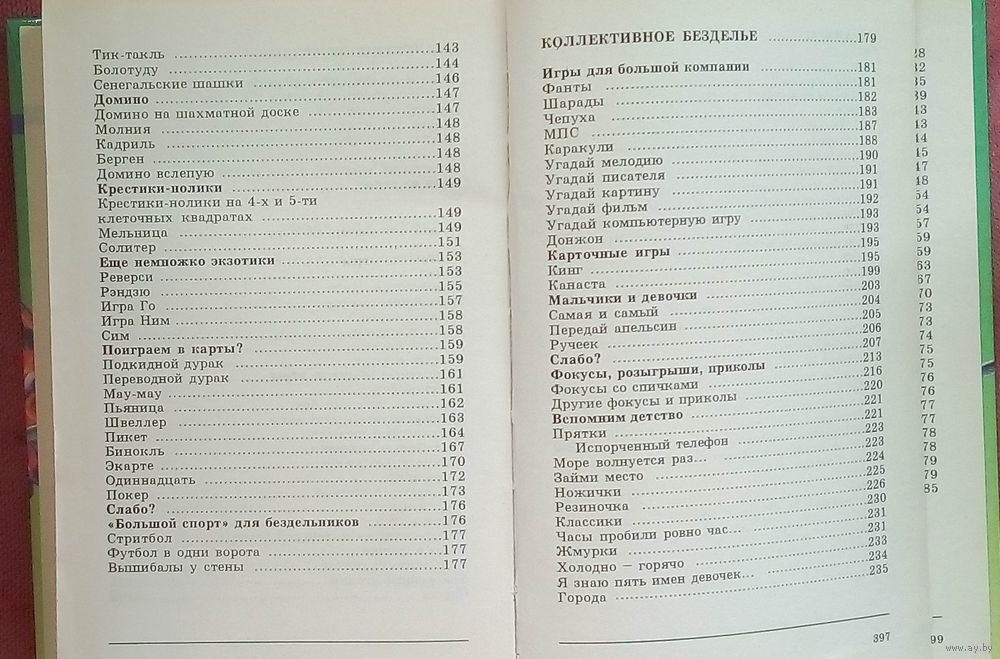 Тик-такль ...143
Болотуду ...144
Сенегальские шашки ...146
Домино ...147
Домино на шахматной доске ...147
Молния ...148
Кадриль ...148
Берген ...148
Домино вслепую ...148
Крестики-нолики ...149
Крестики-нолики на 4-х и 5-ти
клеточных квадратах ...149
Мельница ...149
Солитер ...151
Еще немножко экзотики ...153
Реверси ...153
Рэндзю ...155
Игра Го ...157
Игра Ним ...158
Сим ...158
Поиграем в карты? ...159
Подкидной дурак ...159
Переводной дурак ...161
Мау-мау ...161
Пьяница ...162
Швеллер ...163
Пикет ...164
Бинокль ...167
Экарте ...170
Одиннадцать ...172
Покер ...173
Слабо? ...176
«Большой спорт» для бездельников ...176
Стритбол ...177
Футбол в одни ворота ...177
Вышибалы у стены ...177
КОЛЛЕКТИВНОЕ БЕЗДЕЛЬЕ ...179
Игры для большой компании ...181
Фанты ...181
Шарады ...182
Чепуха ...183
МПС ...187
Каракули ...188
Угадай мелодию ...190
Угадай писателя ...191
Угадай картину ...191
Угадай фильм ...192
Угадай компьютерную игру ...193
Донжон ...193
Карточные игры ...195
Кинг ...195
Канаста ...199
Мальчики и девочки ...203
Самая и самый ...204
Передай апельсин ...205
Ручеек ...206
Слабо? ...207
Фокусы, розыгрыши, приколы ...213
Фокусы со спичками ...216
Другие фокусы и приколы ...220
Вспомним детство ...221
Прятки ...221
Испорченный телефон ...223
Море волнуется раз... ...223
Займи место ...224
Ножички ...225
Резиночка ...226
Классики ...230
Часы пробили ровно час... ...231
Жмурки ...231
Холодно – горячо ...233
Я знаю пять имен девочек... ...234
Города ...235
397
99
www.ay.by